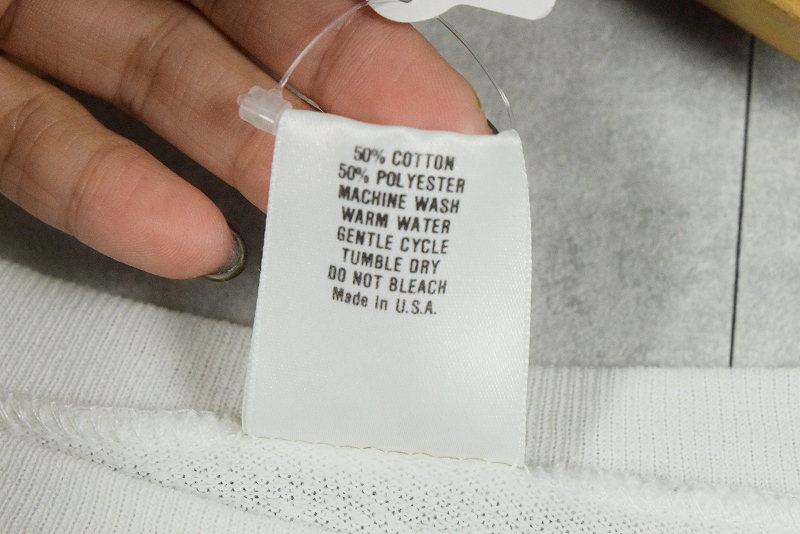 50% COTTON
50% POLYESTER
MACHINE WASH
WARM WATER
GENTLE CYCLE
TUMBLE DRY
DO NOT BLEACH
Made in U.S.A.